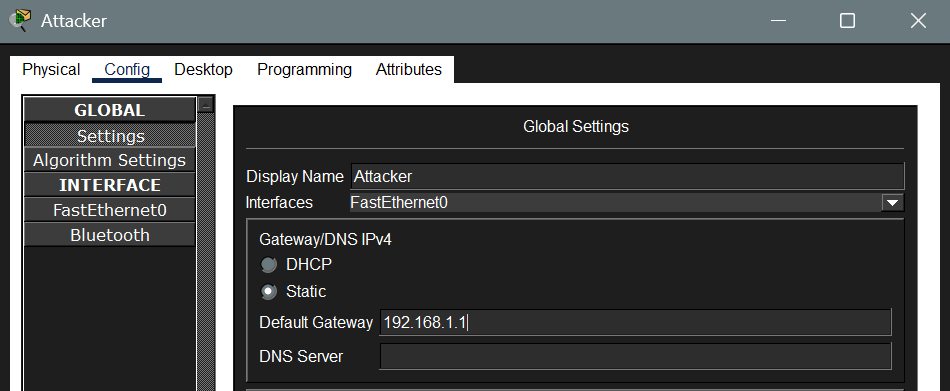 Attacker
Physical Config Desktop Programming Attributes
GLOBAL
Settings
Algorithm Settings
INTERFACE
FastEthernet0
Bluetooth
Global Settings
Display Name Attacker
Interfaces FastEthernet0
Gateway/DNS IPv4
DHCP
Static
Default Gateway 192.168.1.1
DNS Server